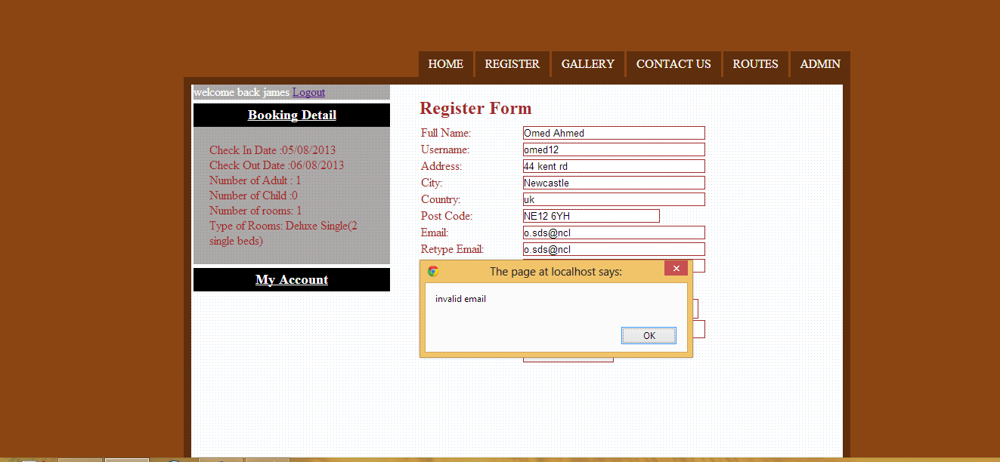 HOME REGISTER GALLERY CONTACT US ROUTES ADMIN
welcome back james Logout
Booking Detail
Check In Date :05/08/2013
Check Out Date :06/08/2013
Number of Adult : 1
Number of Child :0
Number of rooms: 1
Type of Rooms: Deluxe Single(2
single beds)
My Account
Register Form
Full Name: Omed Ahmed
Username: omed12
Address: 44 kent rd
City: Newcastle
Country: uk
Post Code: NE12 6YH
Email: o.sds@ncl
Retype Email: o.sds@ncl
The page at localhost says:
invalid email
OK